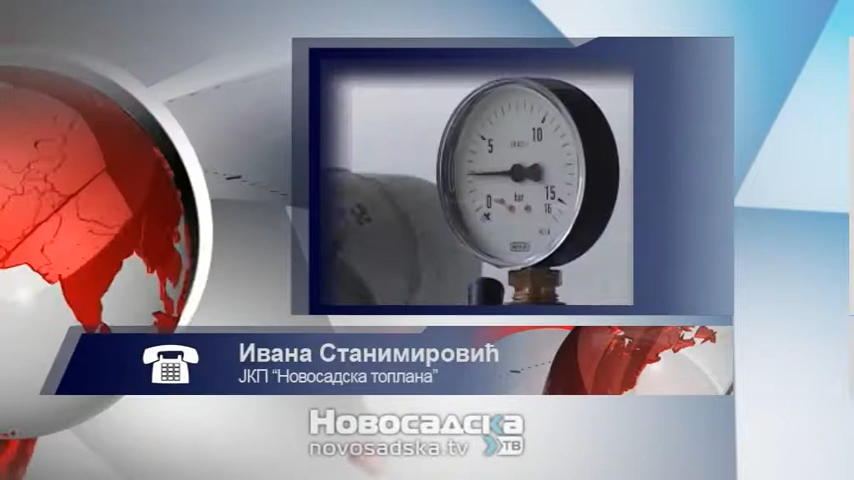 10
5
bar
15
0
16
Ивана Станимировић
ЈКП “Новосадска топлана”
НОВОСАДСКА
novosadska.tv ТВ